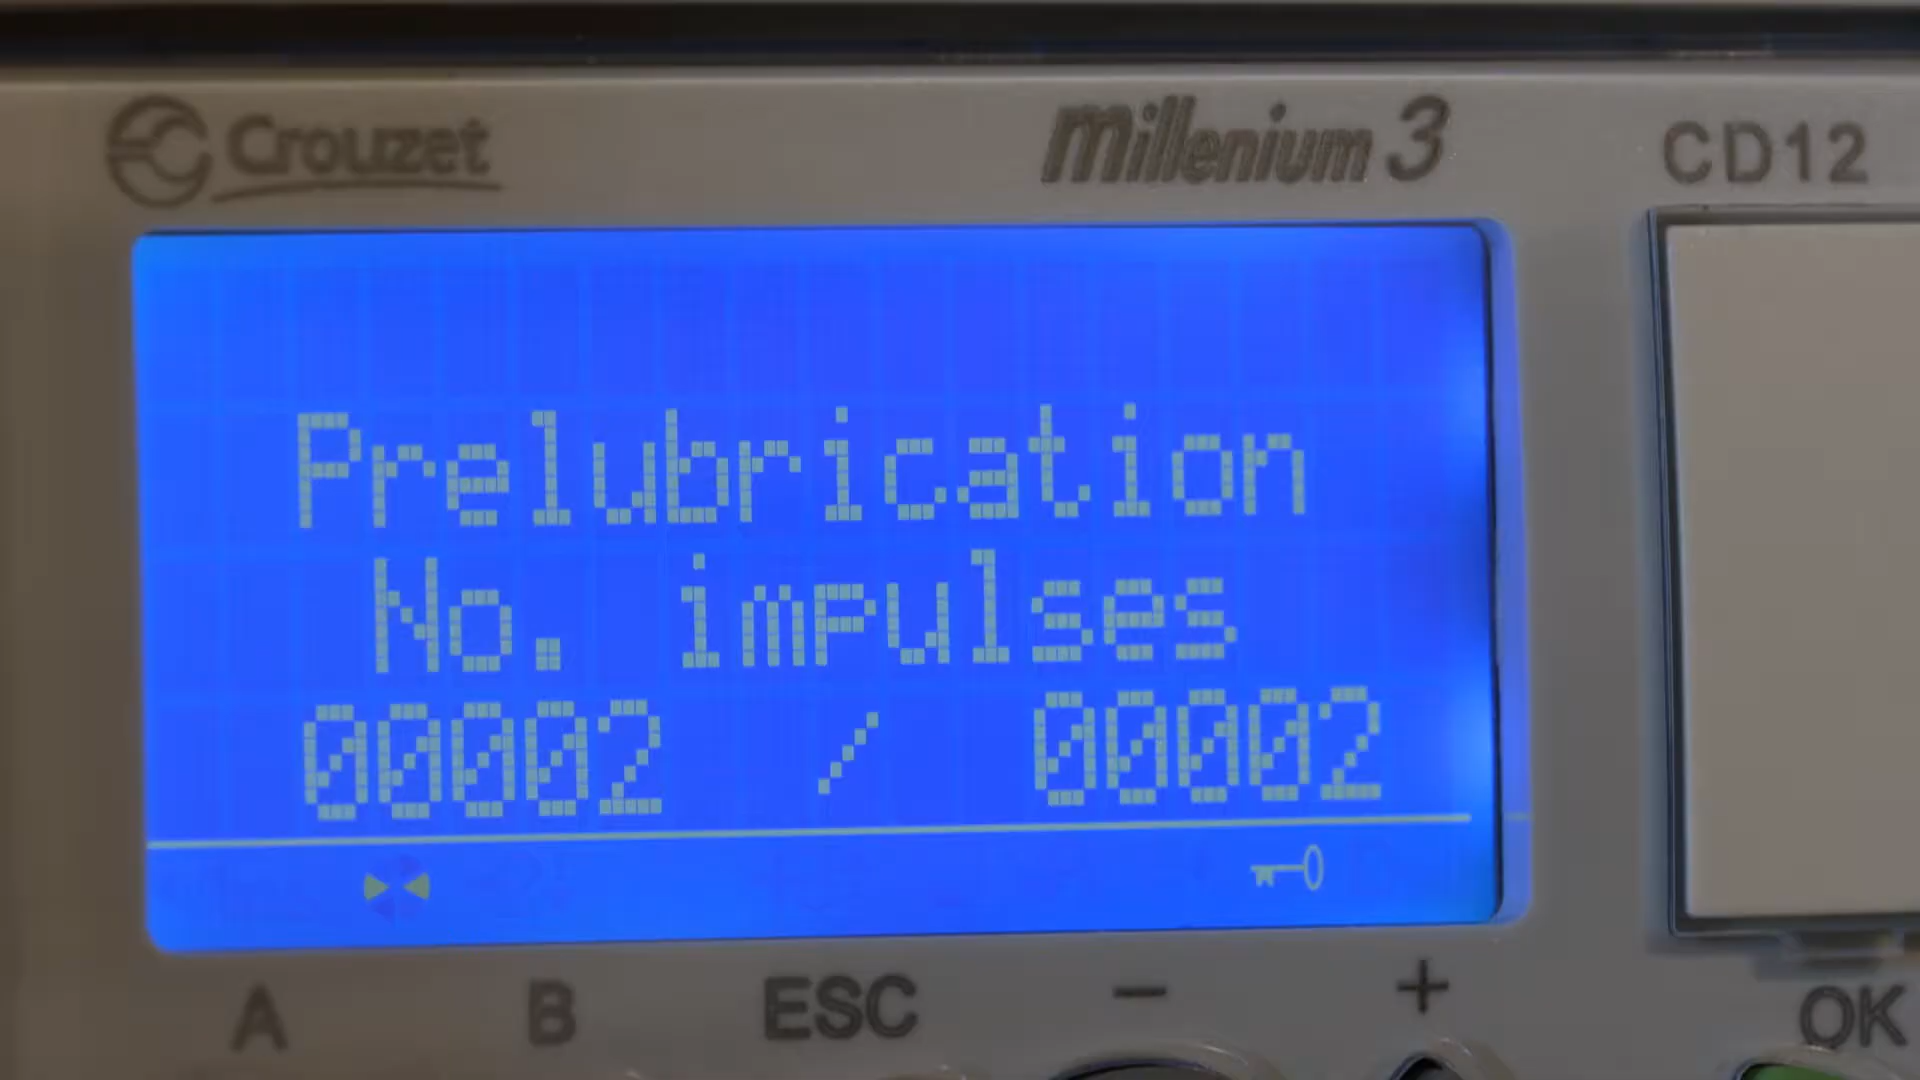 Crouzet millenium 3 CD12
Prelubrication
No. impulses
00002 / 00002
A B ESC - + OK